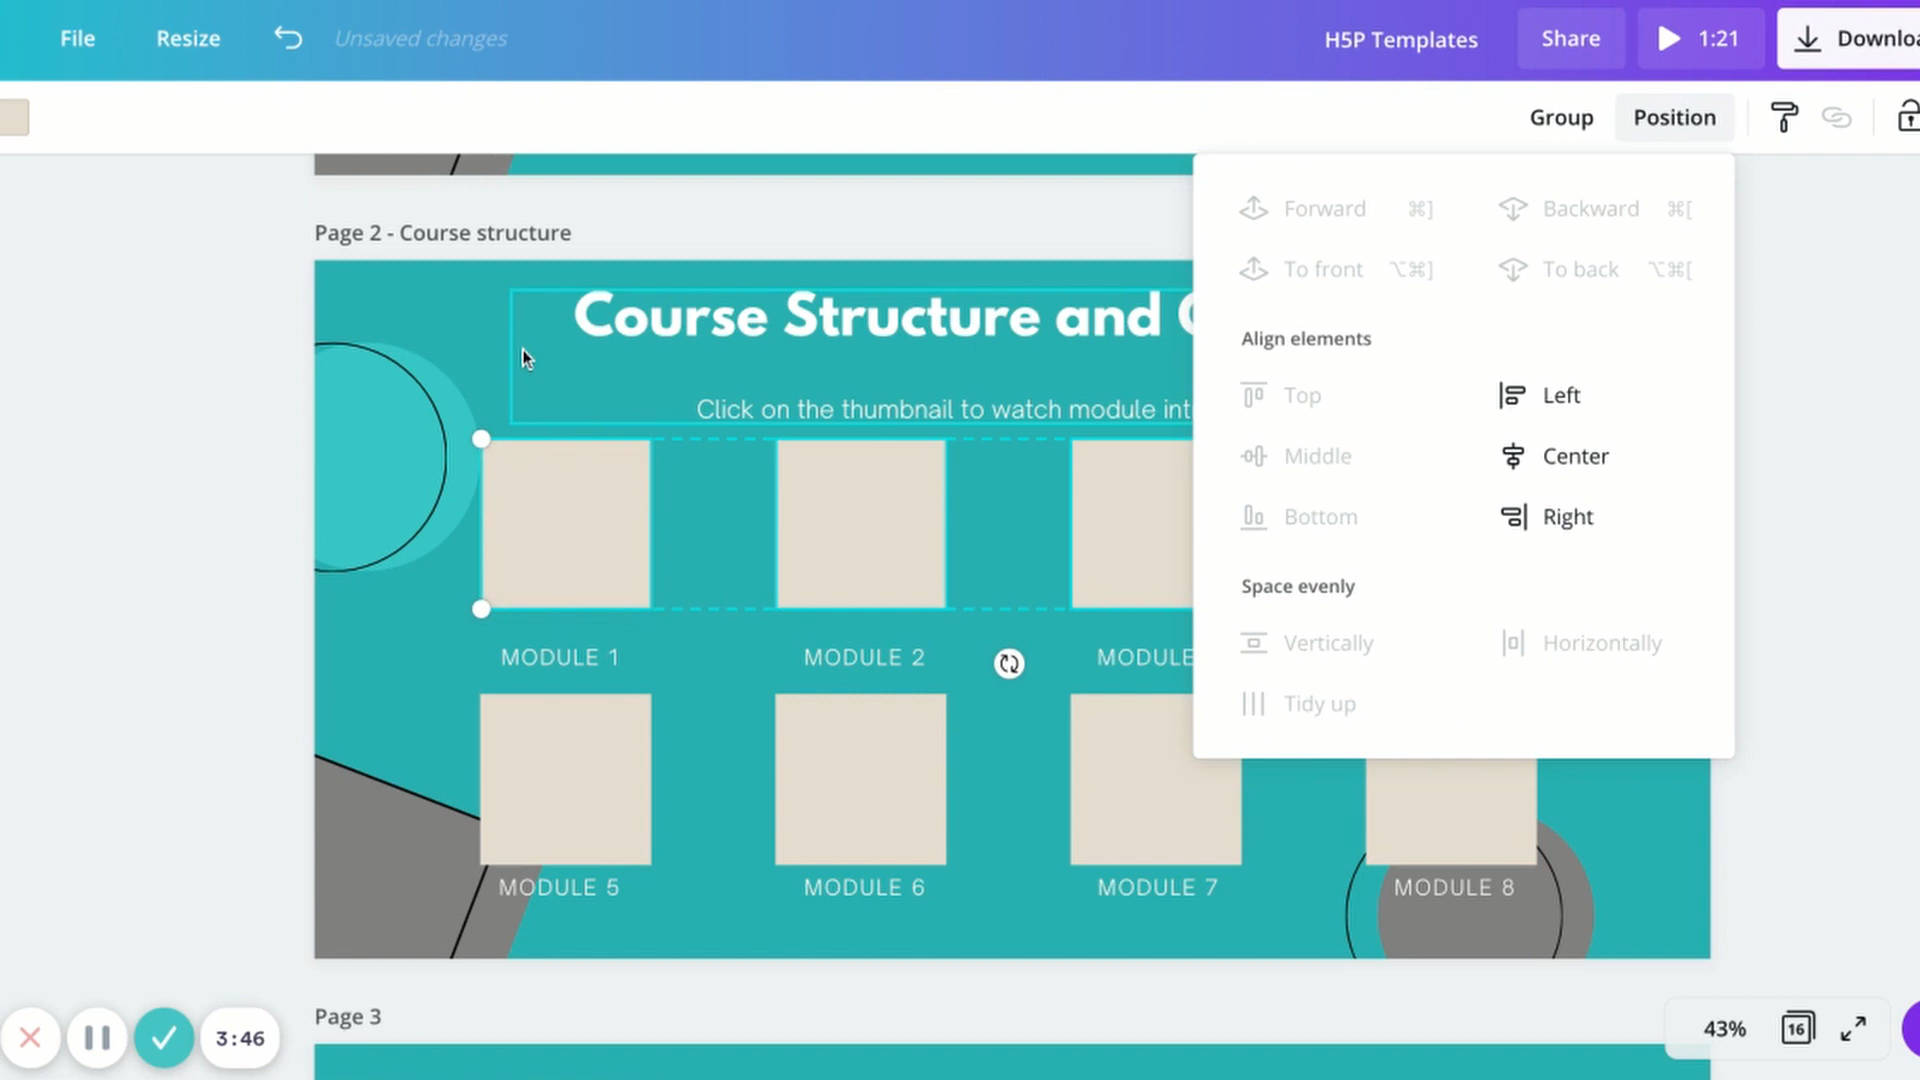 File Resize Unsaved changes H5P Templates Share 1:21
Group Position
Forward ⌘] Backward ⌘[
Page 2 - Course structure
To front ⌥⌘] To back ⌥⌘[
Course Structure and
Align elements
Top Left
Click on the thumbnail to watch module
Middle Center
Bottom Right
Space evenly
Vertically Horizontally
MODULE 1 MODULE 2 MODULE
Tidy up
MODULE 5 MODULE 6 MODULE 7 MODULE 8
Page 3
3:46 43% 16